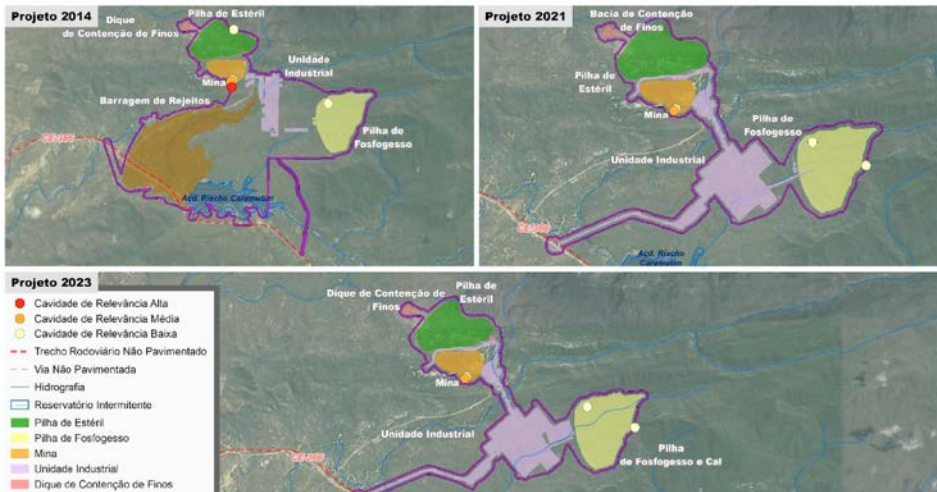 Projeto 2014
Pilha de Estéril
Dique
de Contenção de Finos
Unidade
Industrial
Mina
Barragem de Rejeitos
CE-366
Pilha de
Fosfogesso
Açd. Riacho Caramuim
Projeto 2021
Bacia de Contenção
de Finos
Pilha de
Estéril
Mina
Pilha de
Fosfogesso
Unidade Industrial
CE-366
Açd. Riacho
Caramuim
Projeto 2023
Cavidade de Relevância Alta
Cavidade de Relevância Média
Cavidade de Relevância Baixa
Trecho Rodoviário Não Pavimentado
Via Não Pavimentada
Hidrografia
Reservatório Intermitente
Pilha de Estéril
Pilha de Fosfogesso
Mina
Unidade Industrial
Dique de Contenção de Finos
Dique de Contenção de
Finos
Pilha de
Estéril
Mina
Unidade Industrial
Pilha
de Fosfogesso e Cal
CE-366